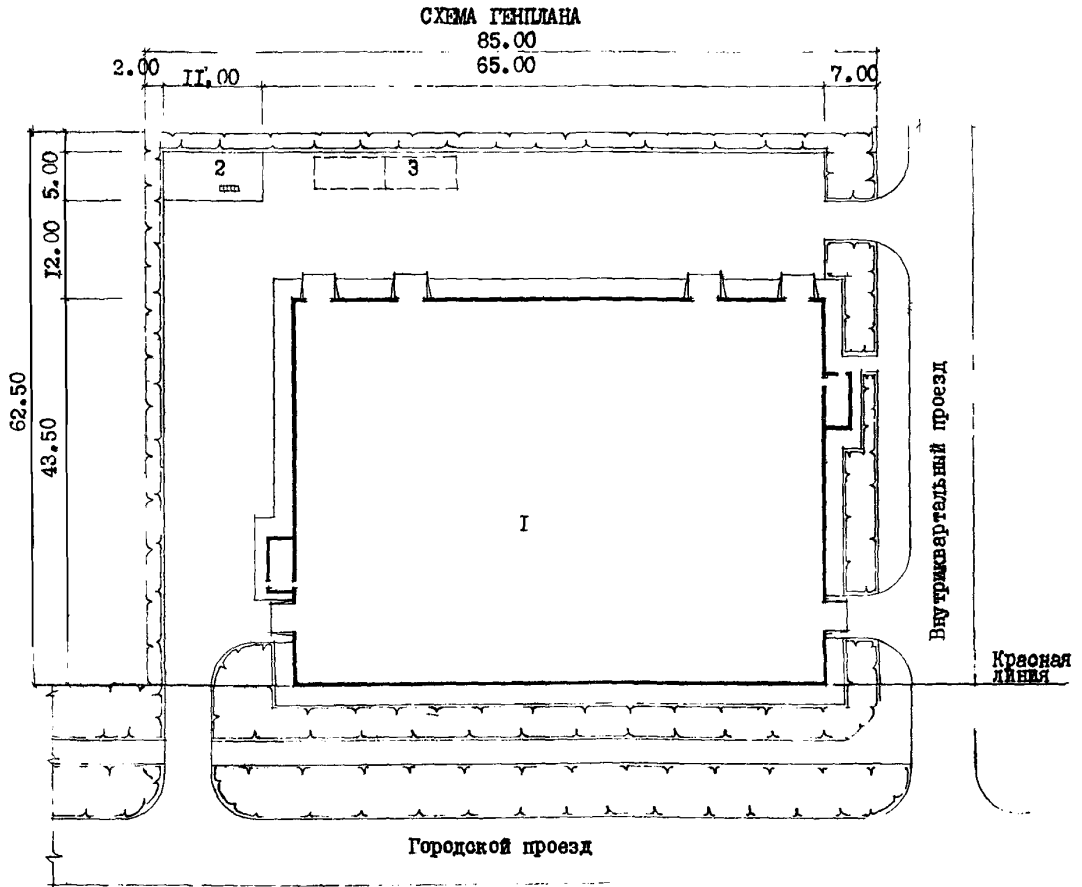 СХЕМА ГЕНПЛАНА
85.00
2.00 II.00 65.00 7.00
5.00
12.00
43.50
62.50
2
3
I
Внутриквартальный проезд
Красная
линия
Городской проезд